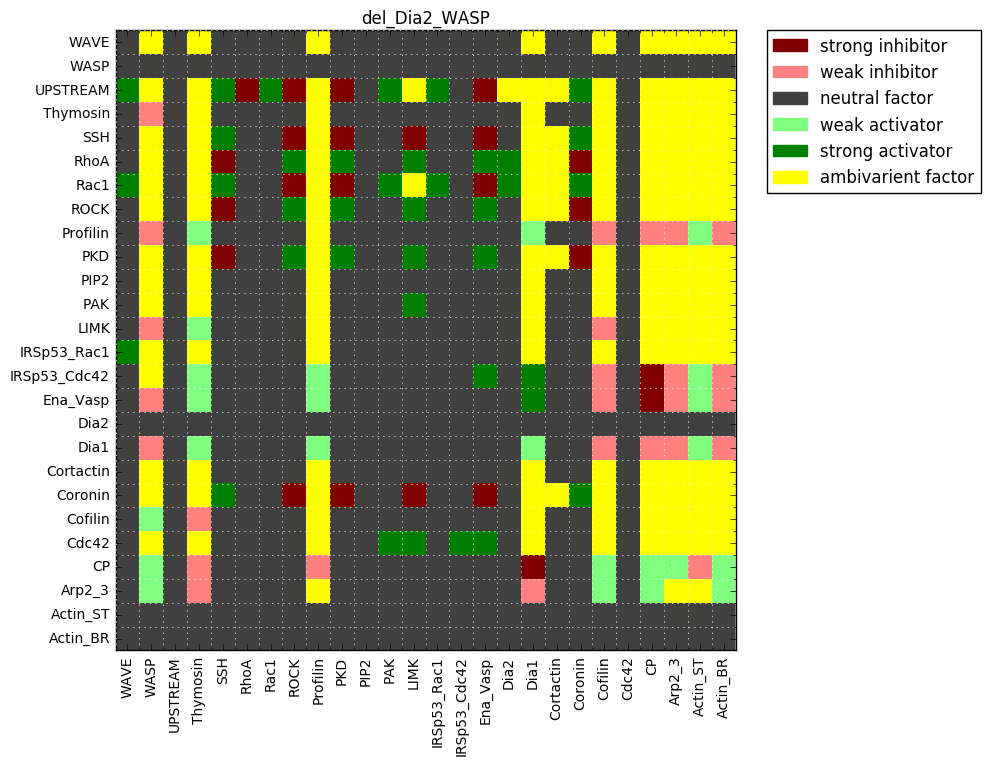 del_Dia2_WASP
WAVE
WASP
UPSTREAM
Thymosin
SSH
RhoA
Rac1
ROCK
Profilin
PKD
PIP2
PAK
LIMK
IRSp53_Rac1
IRSp53_Cdc42
Ena_Vasp
Dia2
Dia1
Cortactin
Coronin
Cofilin
Cdc42
CP
Arp2_3
Actin_ST
Actin_BR
WAVE
WASP
UPSTREAM
Thymosin
SSH
RhoA
Rac1
ROCK
Profilin
PKD
PIP2
PAK
LIMK
IRSp53_Rac1
IRSp53_Cdc42
Ena_Vasp
Dia2
Dia1
Cortactin
Coronin
Cofilin
Cdc42
CP
Arp2_3
Actin_ST
Actin_BR
strong inhibitor
weak inhibitor
neutral factor
weak activator
strong activator
ambivarient factor